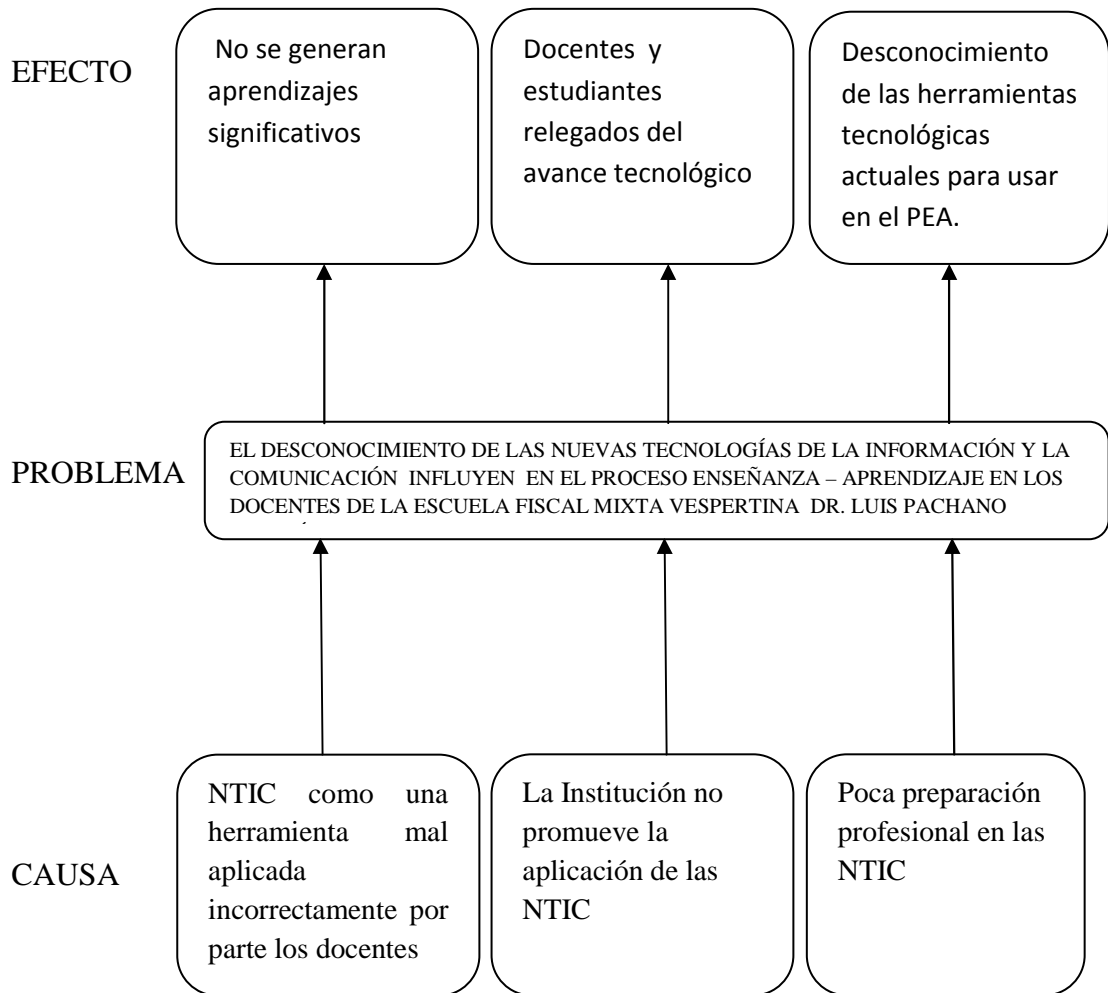 EFECTO
No se generan
aprendizajes
significativos
Docentes y
estudiantes
relegados del
avance tecnológico
Desconocimiento
de las herramientas
tecnológicas
actuales para usar
en el PEA.
PROBLEMA
EL DESCONOCIMIENTO DE LAS NUEVAS TECNOLOGÍAS DE LA INFORMACIÓN Y LA
COMUNICACIÓN INFLUYEN EN EL PROCESO ENSEÑANZA – APRENDIZAJE EN LOS
DOCENTES DE LA ESCUELA FISCAL MIXTA VESPERTINA DR. LUIS PACHANO
CAUSA
NTIC como una
herramienta mal
aplicada
incorrectamente por
parte los docentes
La Institución no
promueve la
aplicación de las
NTIC
Poca preparación
profesional en las
NTIC